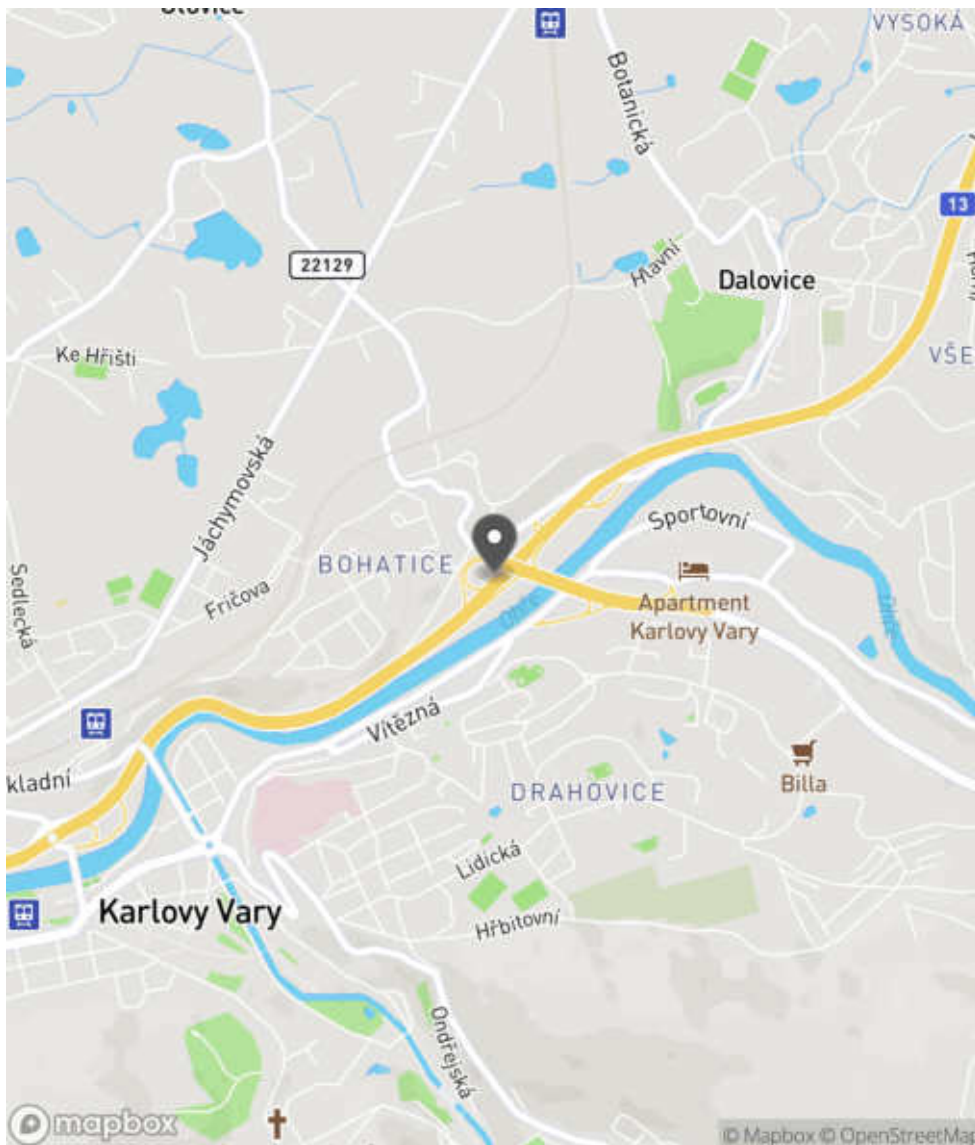 VYSOKÁ
Botanická
13
22129
Hlavní
Dalovice
Ke Hřišti
VŠE
Jáchymovská
Sportovní
BOHATICE
Sedlecká
Fričova
Apartment
Karlovy Vary
Vítězná
kladní
Billa
DRAHOVICE
Lidická
Karlovy Vary
Hřbitovní
Ondřejská
mapbox
© Mapbox © OpenStreetMa